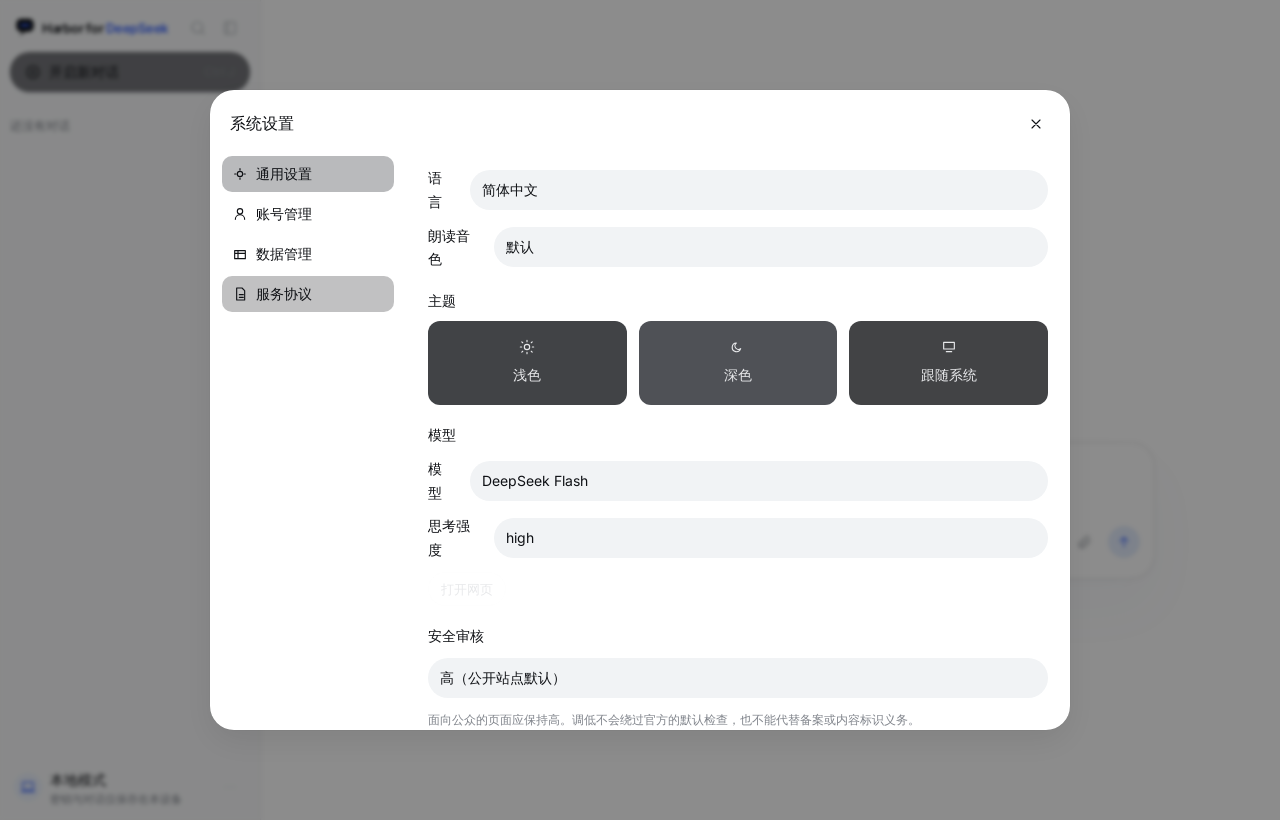 Harbor for DeepSeek
开启新对话
还没有对话
系统设置
通用设置
账号管理
数据管理
服务协议
语言
简体中文
朗读音色
默认
主题
浅色
深色
跟随系统
模型
模型
DeepSeek Flash
思考强度
high
打开网页
安全审核
高（公开站点默认）
面向公众的页面应保持高。调低不会绕过官方的默认检查，也不能代替备案或内容标识义务。
本地模式